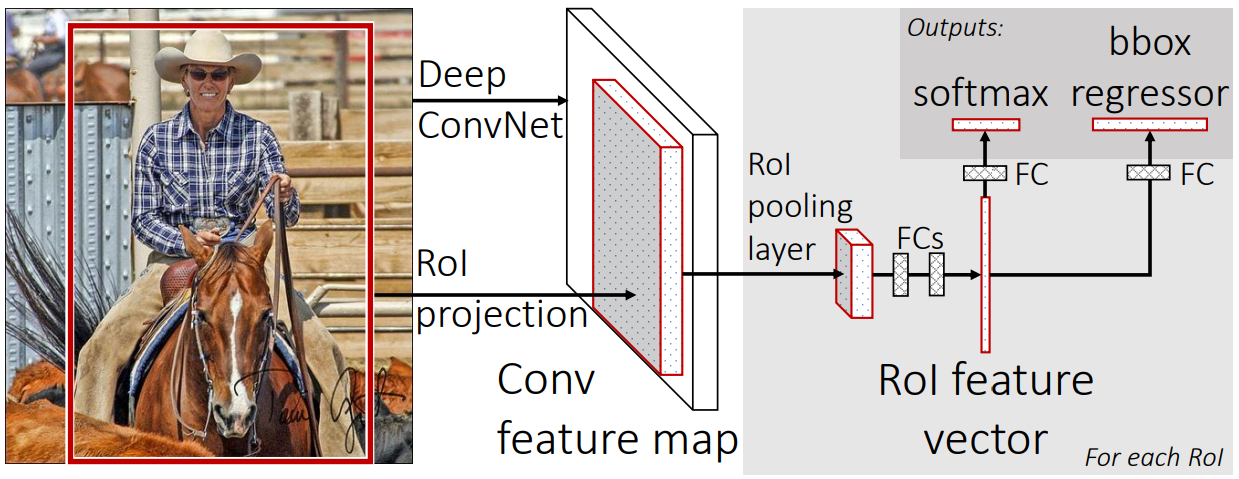 Deep
ConvNet
RoI
projection
Conv
feature map
RoI
pooling
layer
FCs
RoI feature
vector
For each RoI
Outputs:
softmax
bbox
regressor
FC
FC